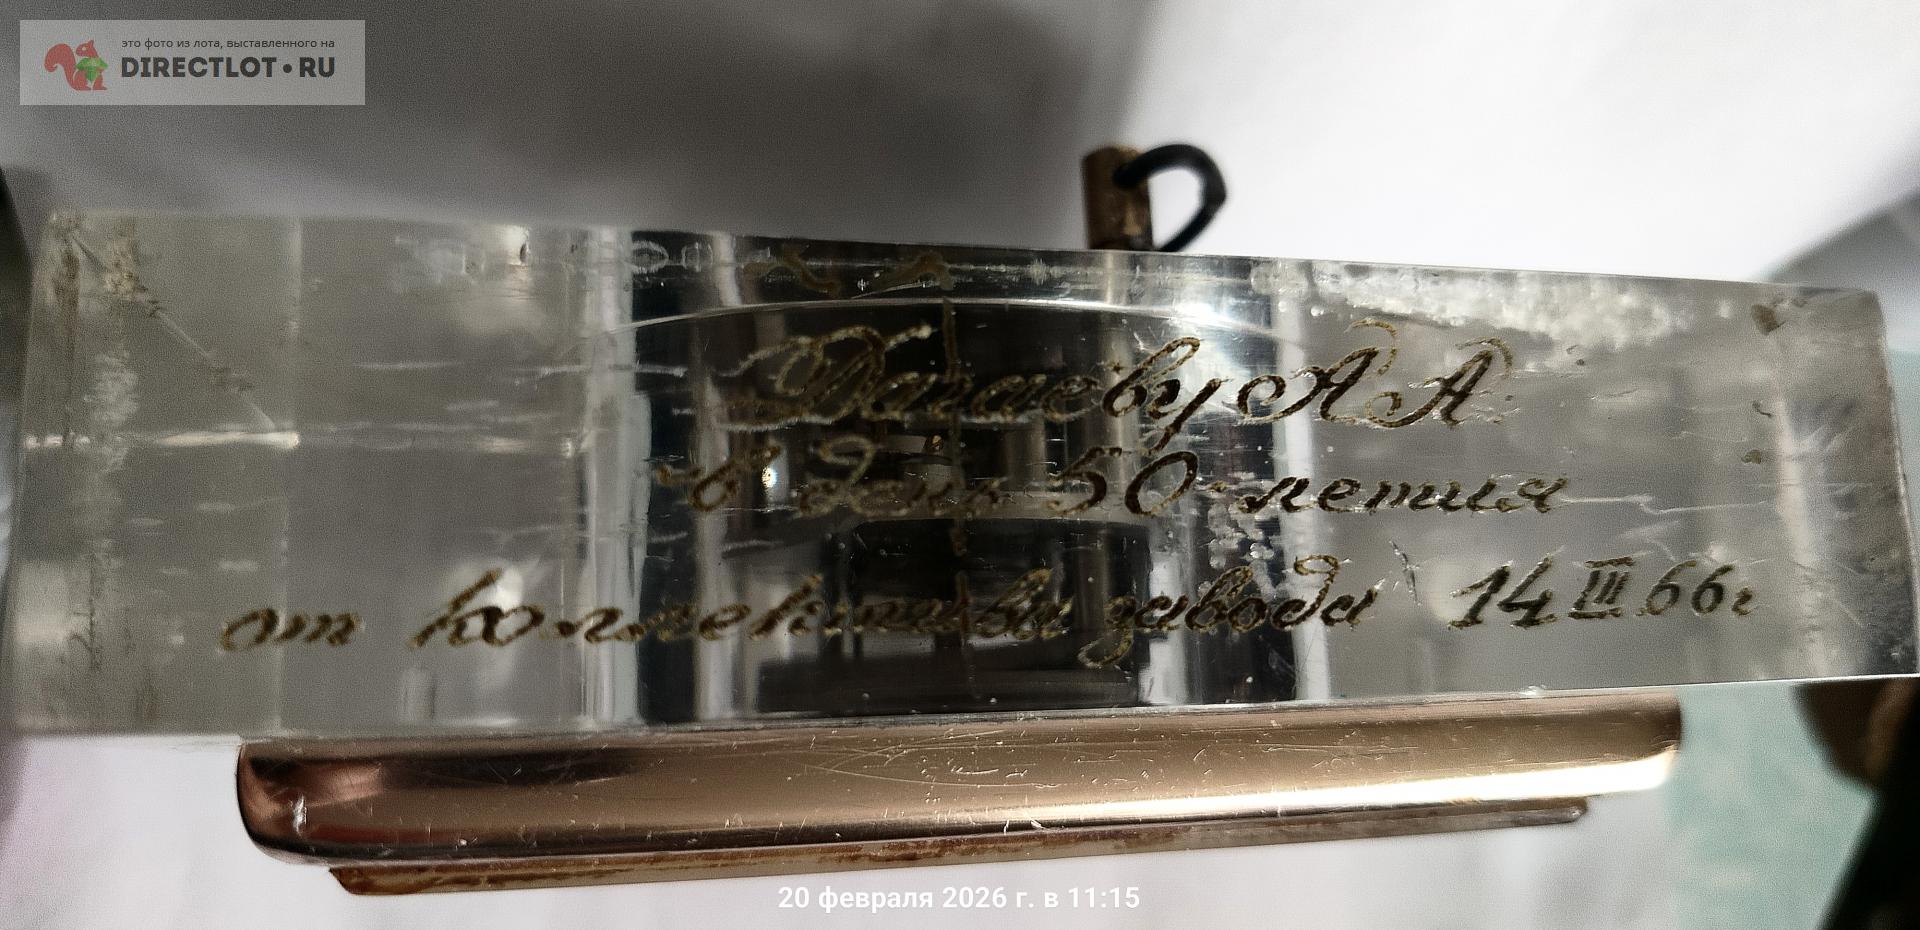 это фото из лота, выставленного на
DIRECTLOT•RU
Дагаеву А А
в день 50-летия
от коллектива завода 14 III 66г
20 февраля 2026 г. в 11:15